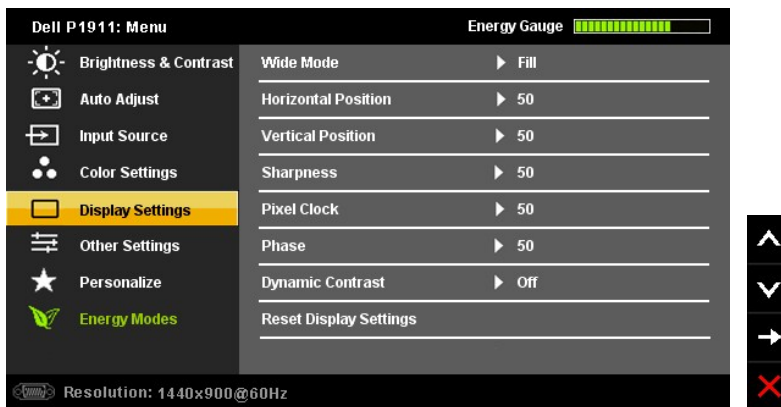 Dell P1911: Menu
Energy Gauge
Brightness & Contrast
Auto Adjust
Input Source
Color Settings
Display Settings
Other Settings
Personalize
Energy Modes
Wide Mode Fill
Horizontal Position 50
Vertical Position 50
Sharpness 50
Pixel Clock 50
Phase 50
Dynamic Contrast Off
Reset Display Settings
Resolution: 1440x900@60Hz